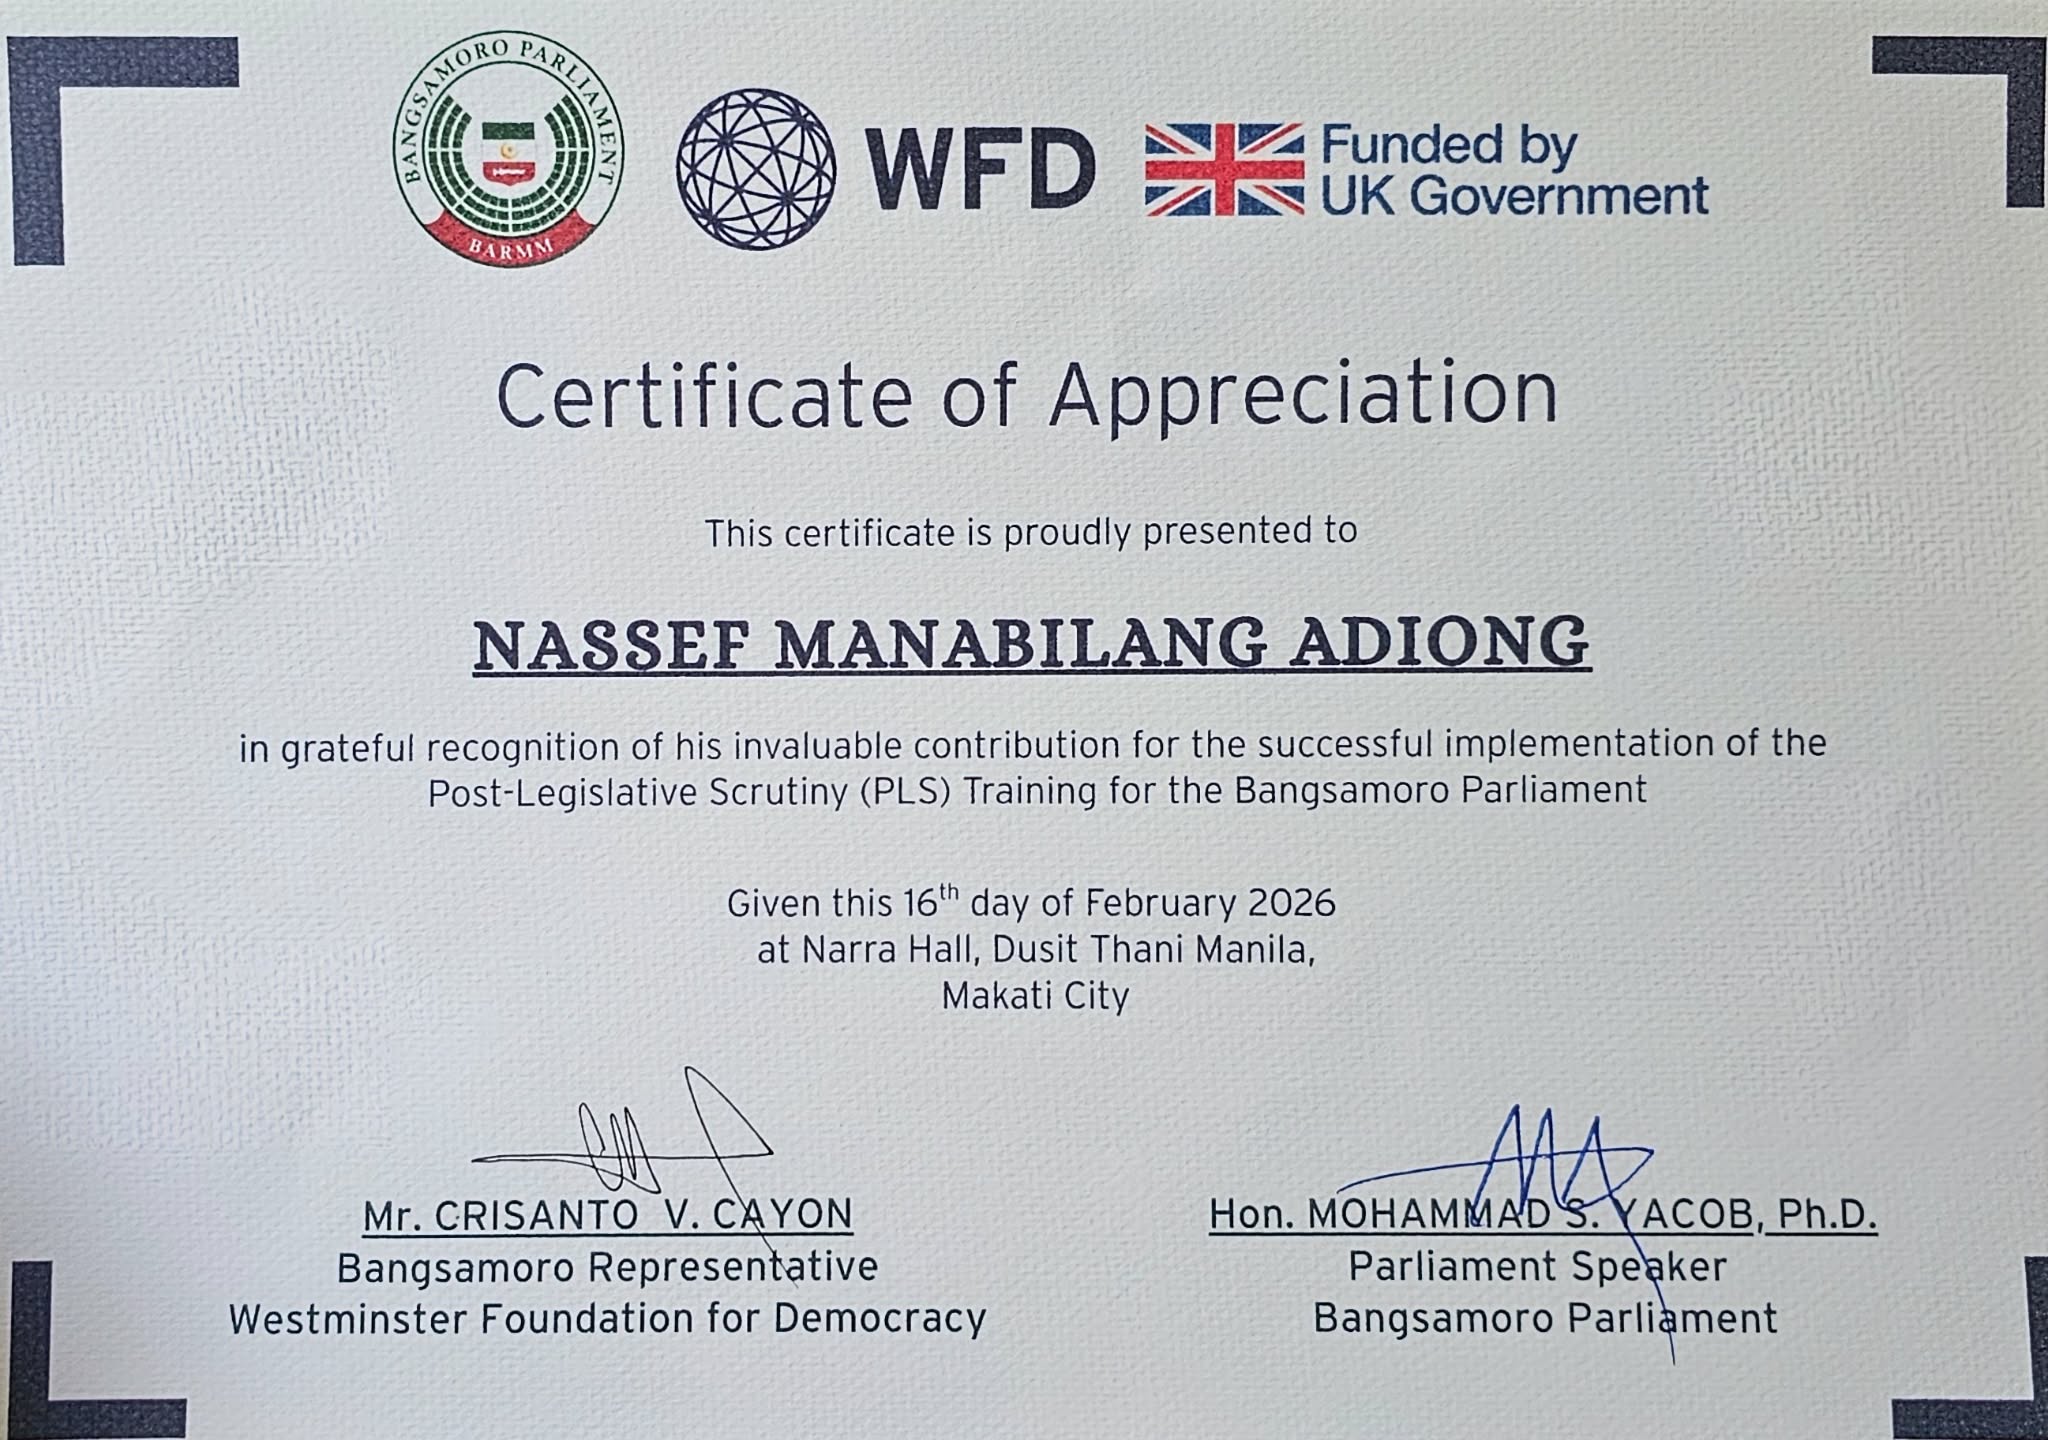 BANGSAMORO PARLIAMENT
BARMM
WFD
Funded by
UK Government
Certificate of Appreciation
This certificate is proudly presented to
NASSEF MANABILANG ADIONG
in grateful recognition of his invaluable contribution for the successful implementation of the
Post-Legislative Scrutiny (PLS) Training for the Bangsamoro Parliament
Given this 16th day of February 2026
at Narra Hall, Dusit Thani Manila,
Makati City
Mr. CRISANTO V. CAYON
Bangsamoro Representative
Westminster Foundation for Democracy
Hon. MOHAMMAD S. YACOB, Ph.D.
Parliament Speaker
Bangsamoro Parliament